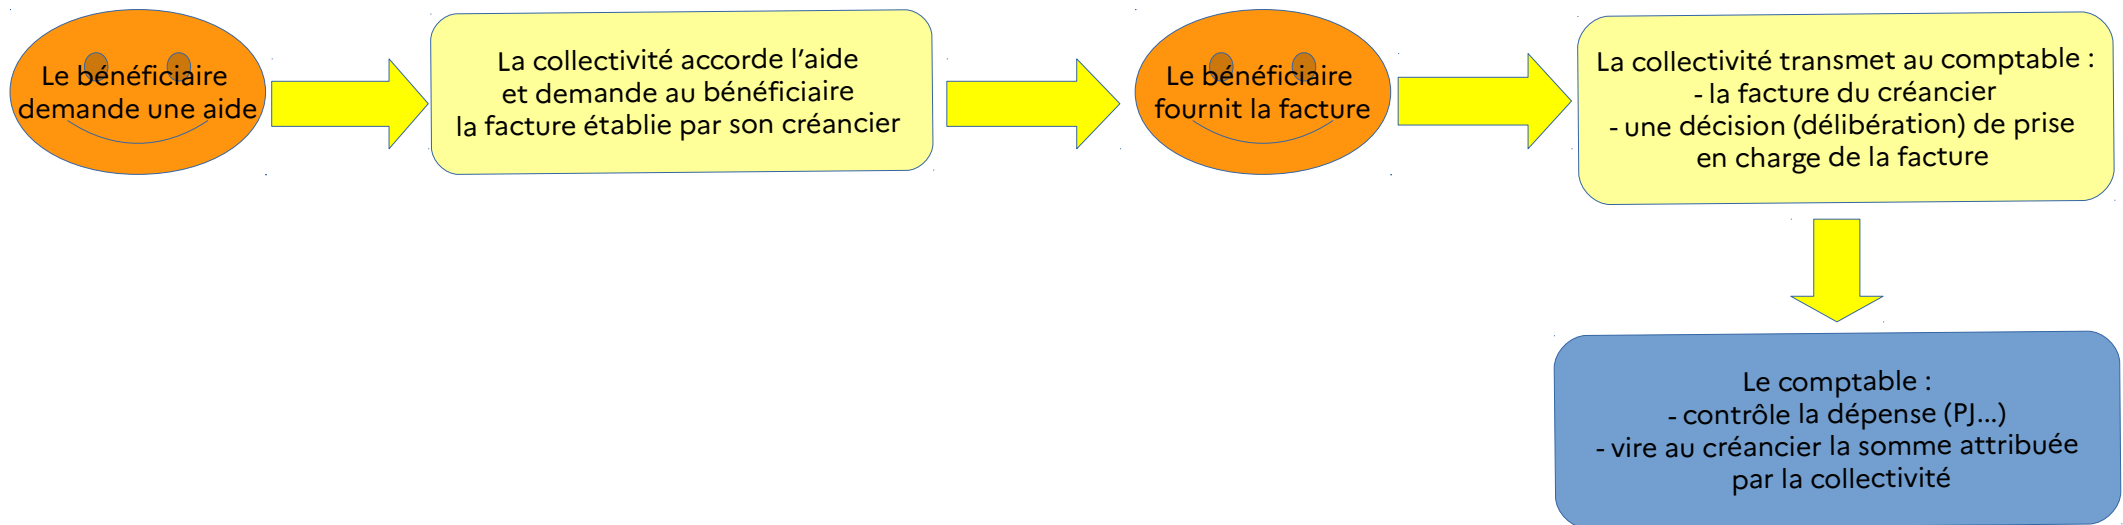 Le bénéficiaire
demande une aide
La collectivité accorde l’aide
et demande au bénéficiaire
la facture établie par son créancier
Le bénéficiaire
fournit la facture
La collectivité transmet au comptable :
- la facture du créancier
- une décision (délibération) de prise
en charge de la facture
Le comptable :
- contrôle la dépense (PJ...)
- vire au créancier la somme attribuée
par la collectivité